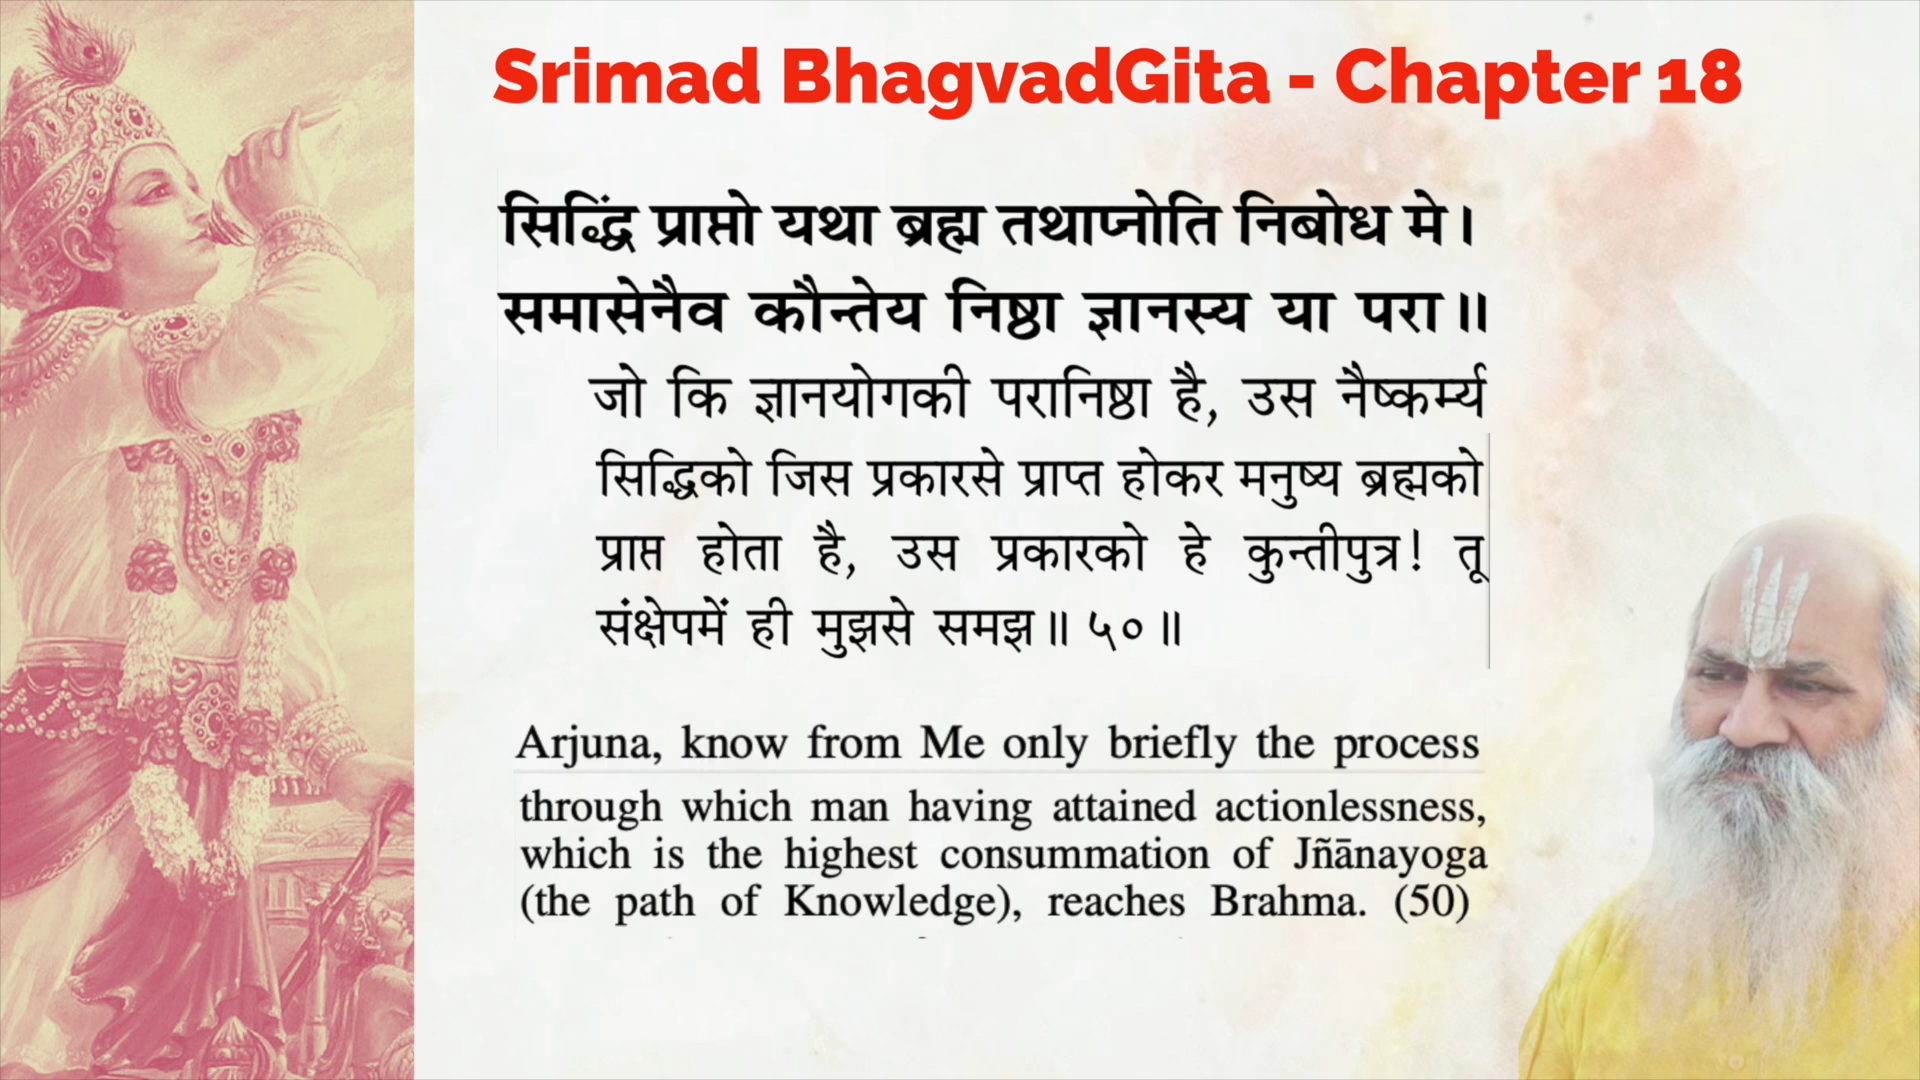 Srimad BhagvadGita - Chapter 18
सिद्धिं प्राप्तो यथा ब्रह्म तथाप्नोति निबोध मे।
समासेनैव कौन्तेय निष्ठा ज्ञानस्य या परा॥
जो कि ज्ञानयोगकी परानिष्ठा है, उस नैष्कर्म्य
सिद्धिको जिस प्रकारसे प्राप्त होकर मनुष्य ब्रह्मको
प्राप्त होता है, उस प्रकारको हे कुन्तीपुत्र! तू
संक्षेपमें ही मुझसे समझ॥ ५०॥
Arjuna, know from Me only briefly the process
through which man having attained actionlessness,
which is the highest consummation of Jñānayoga
(the path of Knowledge), reaches Brahma. (50)